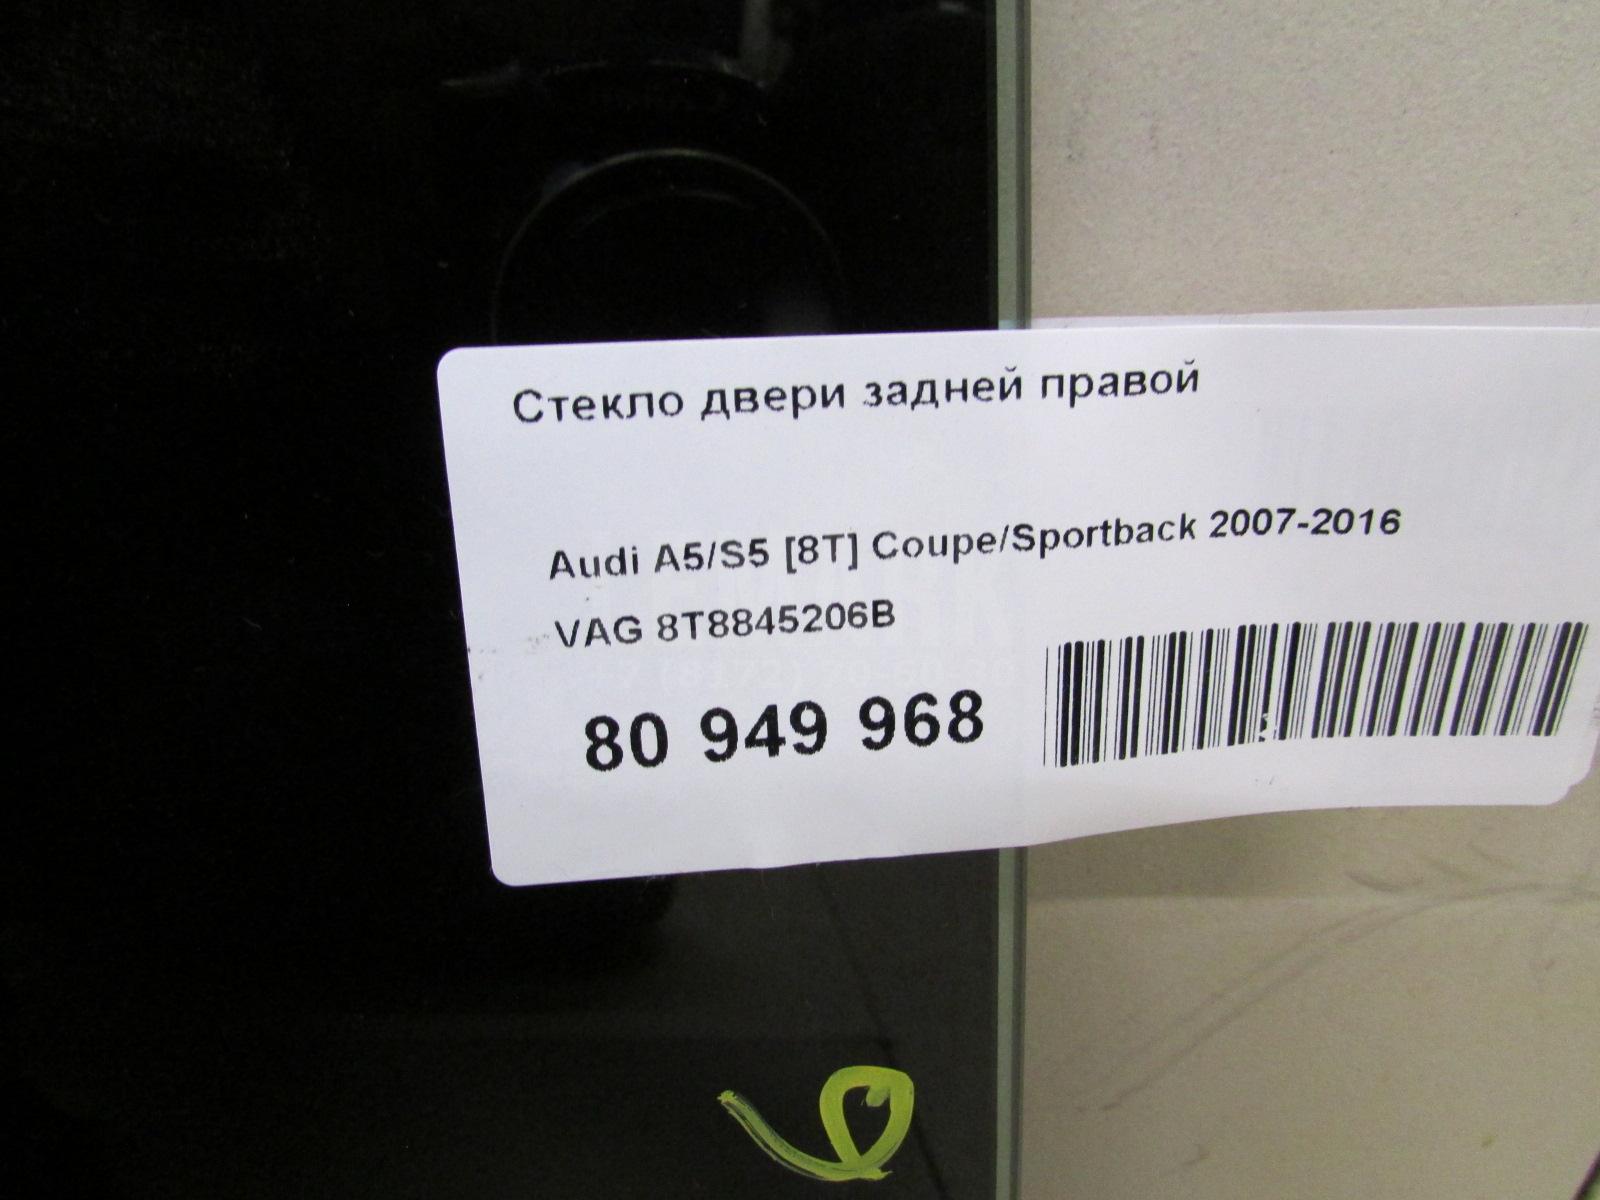 Стекло двери задней правой
Audi A5/S5 [8T] Coupe/Sportback 2007-2016
VAG 8T8845206B
80 949 968